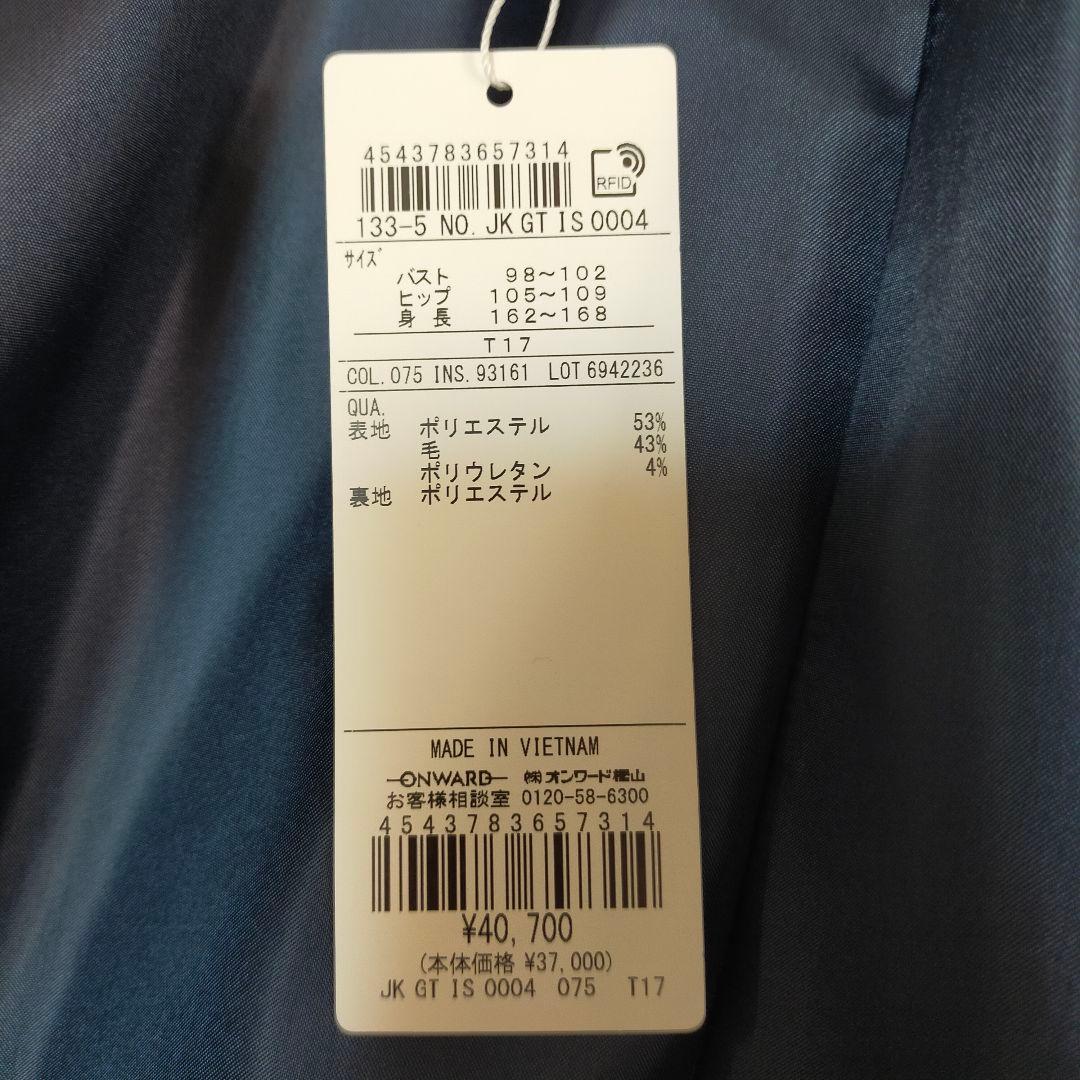 4543783657314
RFID
133-5 NO. JK GT IS 0004
サイズ
バスト 98〜102
ヒップ 105〜109
身長 162〜168
T17
COL. 075 INS. 93161 LOT 6942236
QUA.
表地 ポリエステル 53%
毛 43%
ポリウレタン 4%
裏地 ポリエステル
MADE IN VIETNAM
ONWARD ㈱オンワード樫山
お客様相談室 0120-58-6300
4543783657314
¥40,700
(本体価格 ¥37,000)
JK GT IS 0004 075 T17